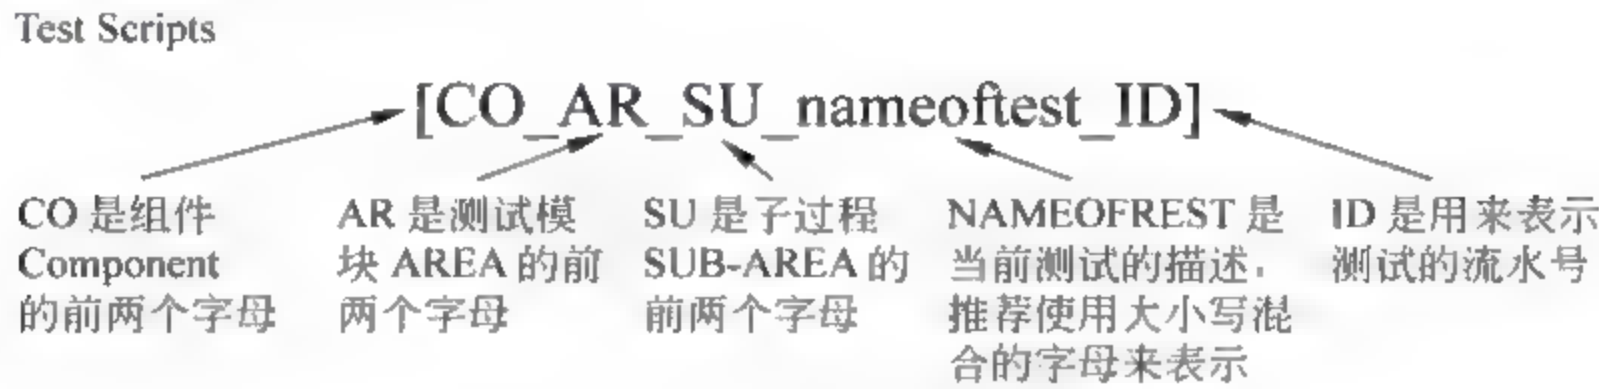 Test Scripts
[CO_AR_SU_nameoftest_ID]
CO 是组件
Component
的前两个字母
AR 是测试模
块 AREA 的前
两个字母
SU 是子过程
SUB-AREA 的
前两个字母
NAMEOFREST 是
当前测试的描述，
推荐使用大小写混
合的字母来表示
ID 是用来表示
测试的流水号